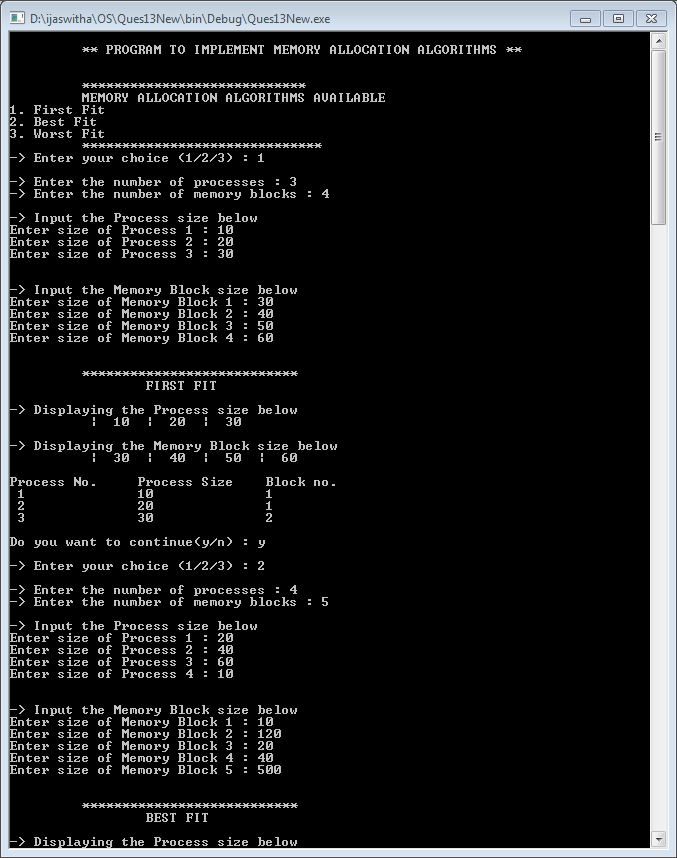 D:\ijaswitha\OS\Ques13New\bin\Debug\Ques13New.exe
** PROGRAM TO IMPLEMENT MEMORY ALLOCATION ALGORITHMS **
****************************
MEMORY ALLOCATION ALGORITHMS AVAILABLE
1. First Fit
2. Best Fit
3. Worst Fit
******************************
-> Enter your choice (1/2/3) : 1
-> Enter the number of processes : 3
-> Enter the number of memory blocks : 4
-> Input the Process size below
Enter size of Process 1 : 10
Enter size of Process 2 : 20
Enter size of Process 3 : 30
-> Input the Memory Block size below
Enter size of Memory Block 1 : 30
Enter size of Memory Block 2 : 40
Enter size of Memory Block 3 : 50
Enter size of Memory Block 4 : 60
***************************
FIRST FIT
-> Displaying the Process size below
| 10 | 20 | 30
-> Displaying the Memory Block size below
| 30 | 40 | 50 | 60
Process No. Process Size Block no.
1 10 1
2 20 1
3 30 2
Do you want to continue(y/n) : y
-> Enter your choice (1/2/3) : 2
-> Enter the number of processes : 4
-> Enter the number of memory blocks : 5
-> Input the Process size below
Enter size of Process 1 : 20
Enter size of Process 2 : 40
Enter size of Process 3 : 60
Enter size of Process 4 : 10
-> Input the Memory Block size below
Enter size of Memory Block 1 : 10
Enter size of Memory Block 2 : 120
Enter size of Memory Block 3 : 20
Enter size of Memory Block 4 : 40
Enter size of Memory Block 5 : 500
***************************
BEST FIT
-> Displaying the Process size below